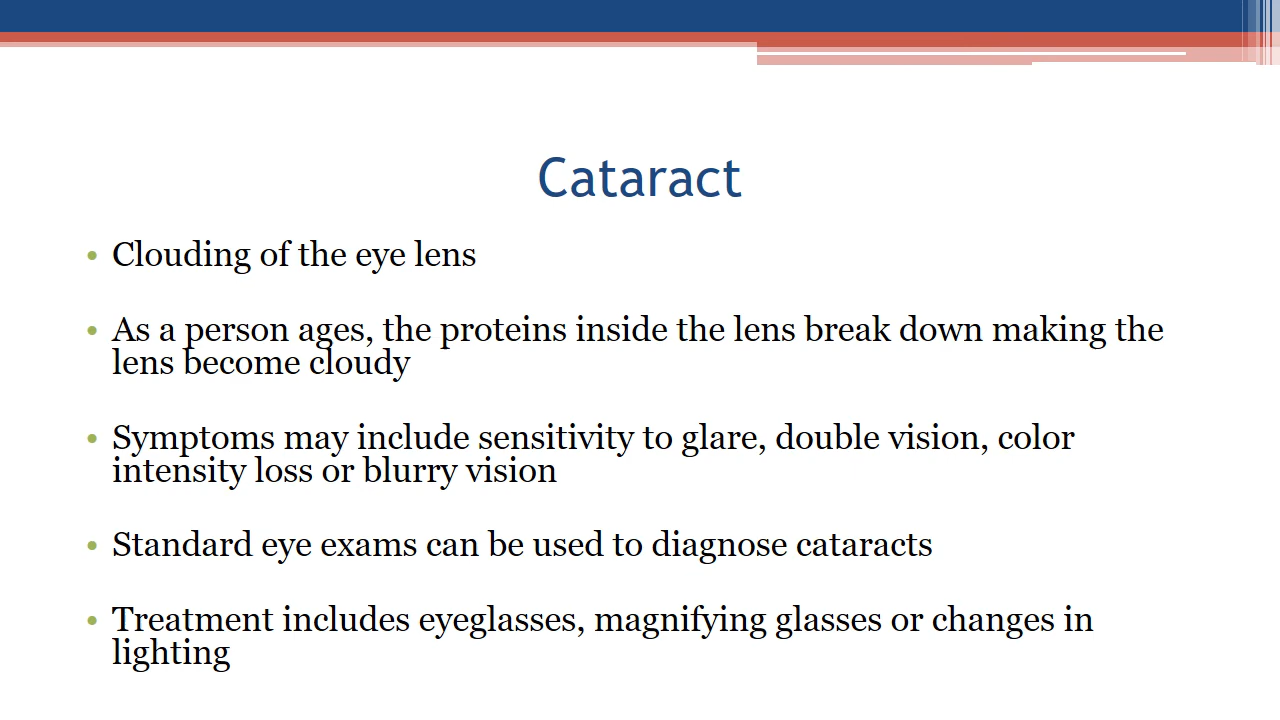 Cataract
• Clouding of the eye lens
• As a person ages, the proteins inside the lens break down making the
lens become cloudy
• Symptoms may include sensitivity to glare, double vision, color
intensity loss or blurry vision
• Standard eye exams can be used to diagnose cataracts
• Treatment includes eyeglasses, magnifying glasses or changes in
lighting